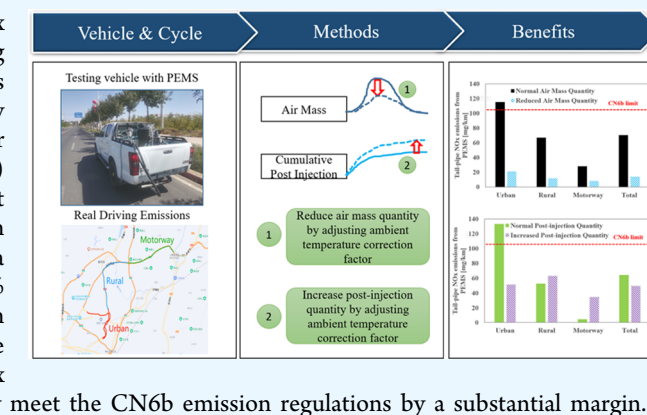 x
g
s
y
r
)
t
n
a
6
n
e
x
Vehicle & Cycle
Methods
Benefits
Testing vehicle with PEMS
Real Driving Emissions
Motorway
Rural
Urban
Air Mass
1
Cumulative
Post Injection
2
1
Reduce air mass quantity
by adjusting ambient
temperature correction
factor
2
Increase post-injection
quantity by adjusting
ambient temperature
correction factor
Tail-pipe NOx emissions from
PEMS [mg/km]
140
120
100
80
60
40
20
0
Normal Air Mass Quantity
Reduced Air Mass Quantity
CN6b limit
Urban Rural Motorway Total
Tail-pipe NOx emissions from
PEMS [mg/km]
140
120
100
80
60
40
20
0
Normal Post-injection Quantity
Increased Post-injection Quantity
CN6b limit
Urban Rural Motorway Total
meet the CN6b emission regulations by a substantial margin.